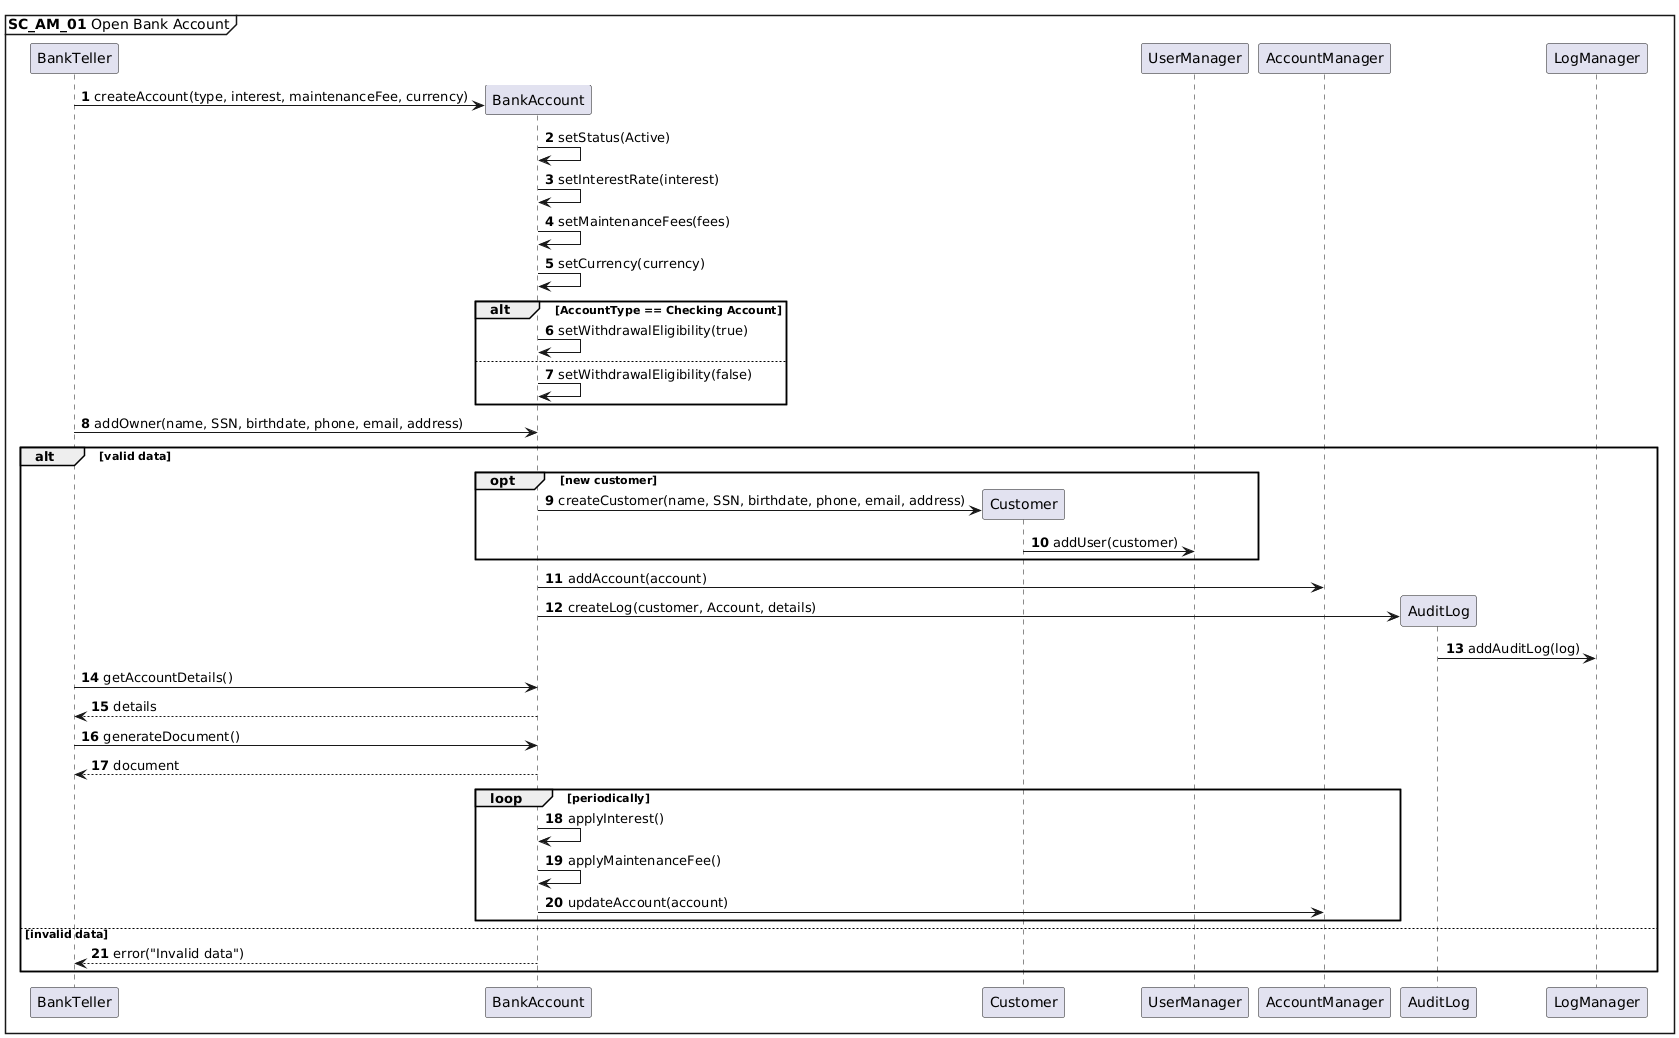 SC_AM_01 Open Bank Account
BankTeller
UserManager
AccountManager
LogManager
1 createAccount(type, interest, maintenanceFee, currency)
BankAccount
2 setStatus(Active)
3 setInterestRate(interest)
4 setMaintenanceFees(fees)
5 setCurrency(currency)
alt [AccountType == Checking Account]
6 setWithdrawalEligibility(true)
7 setWithdrawalEligibility(false)
8 addOwner(name, SSN, birthdate, phone, email, address)
alt [valid data]
opt [new customer]
9 createCustomer(name, SSN, birthdate, phone, email, address)
Customer
10 addUser(customer)
11 addAccount(account)
12 createLog(customer, Account, details)
AuditLog
13 addAuditLog(log)
14 getAccountDetails()
15 details
16 generateDocument()
17 document
loop [periodically]
18 applyInterest()
19 applyMaintenanceFee()
20 updateAccount(account)
[invalid data]
21 error("Invalid data")
BankTeller
BankAccount
Customer
UserManager
AccountManager
AuditLog
LogManager